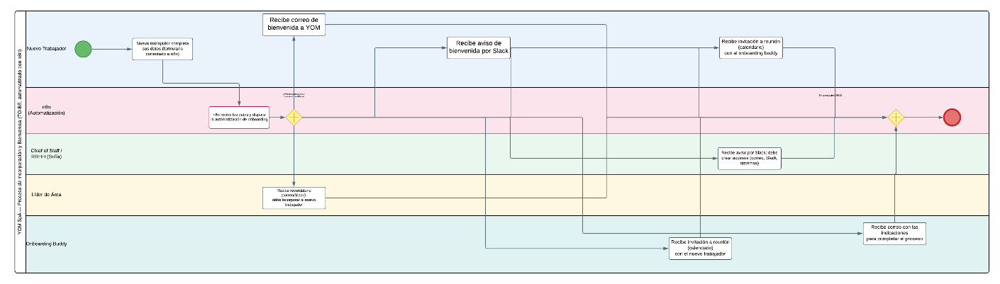 YOM SpA — Proceso de Incorporación y Bienvenida (TO-BE, automatizado con n8n)
Nuevo Trabajador
Nuevo trabajador completa
sus datos (formulario
conectado a n8n)
Recibe correo de
bienvenida a YOM
Recibe aviso de
bienvenida por Slack
Recibe invitación a reunión
(calendario)
con el onboarding buddy
n8n
(Automatización)
n8n recibe los datos y dispara
la automatización de onboarding
Chief of Staff /
RRHH (Sofía)
Recibe aviso por Slack: debe
crear accesos (correo, Slack,
sistemas)
Líder de Área
Recibe recordatorio
(correo/Slack):
debe incorporar al nuevo
trabajador
Onboarding Buddy
Recibe invitación a reunión
(calendario)
con el nuevo trabajador
Recibe correo con las
indicaciones
para completar el proceso